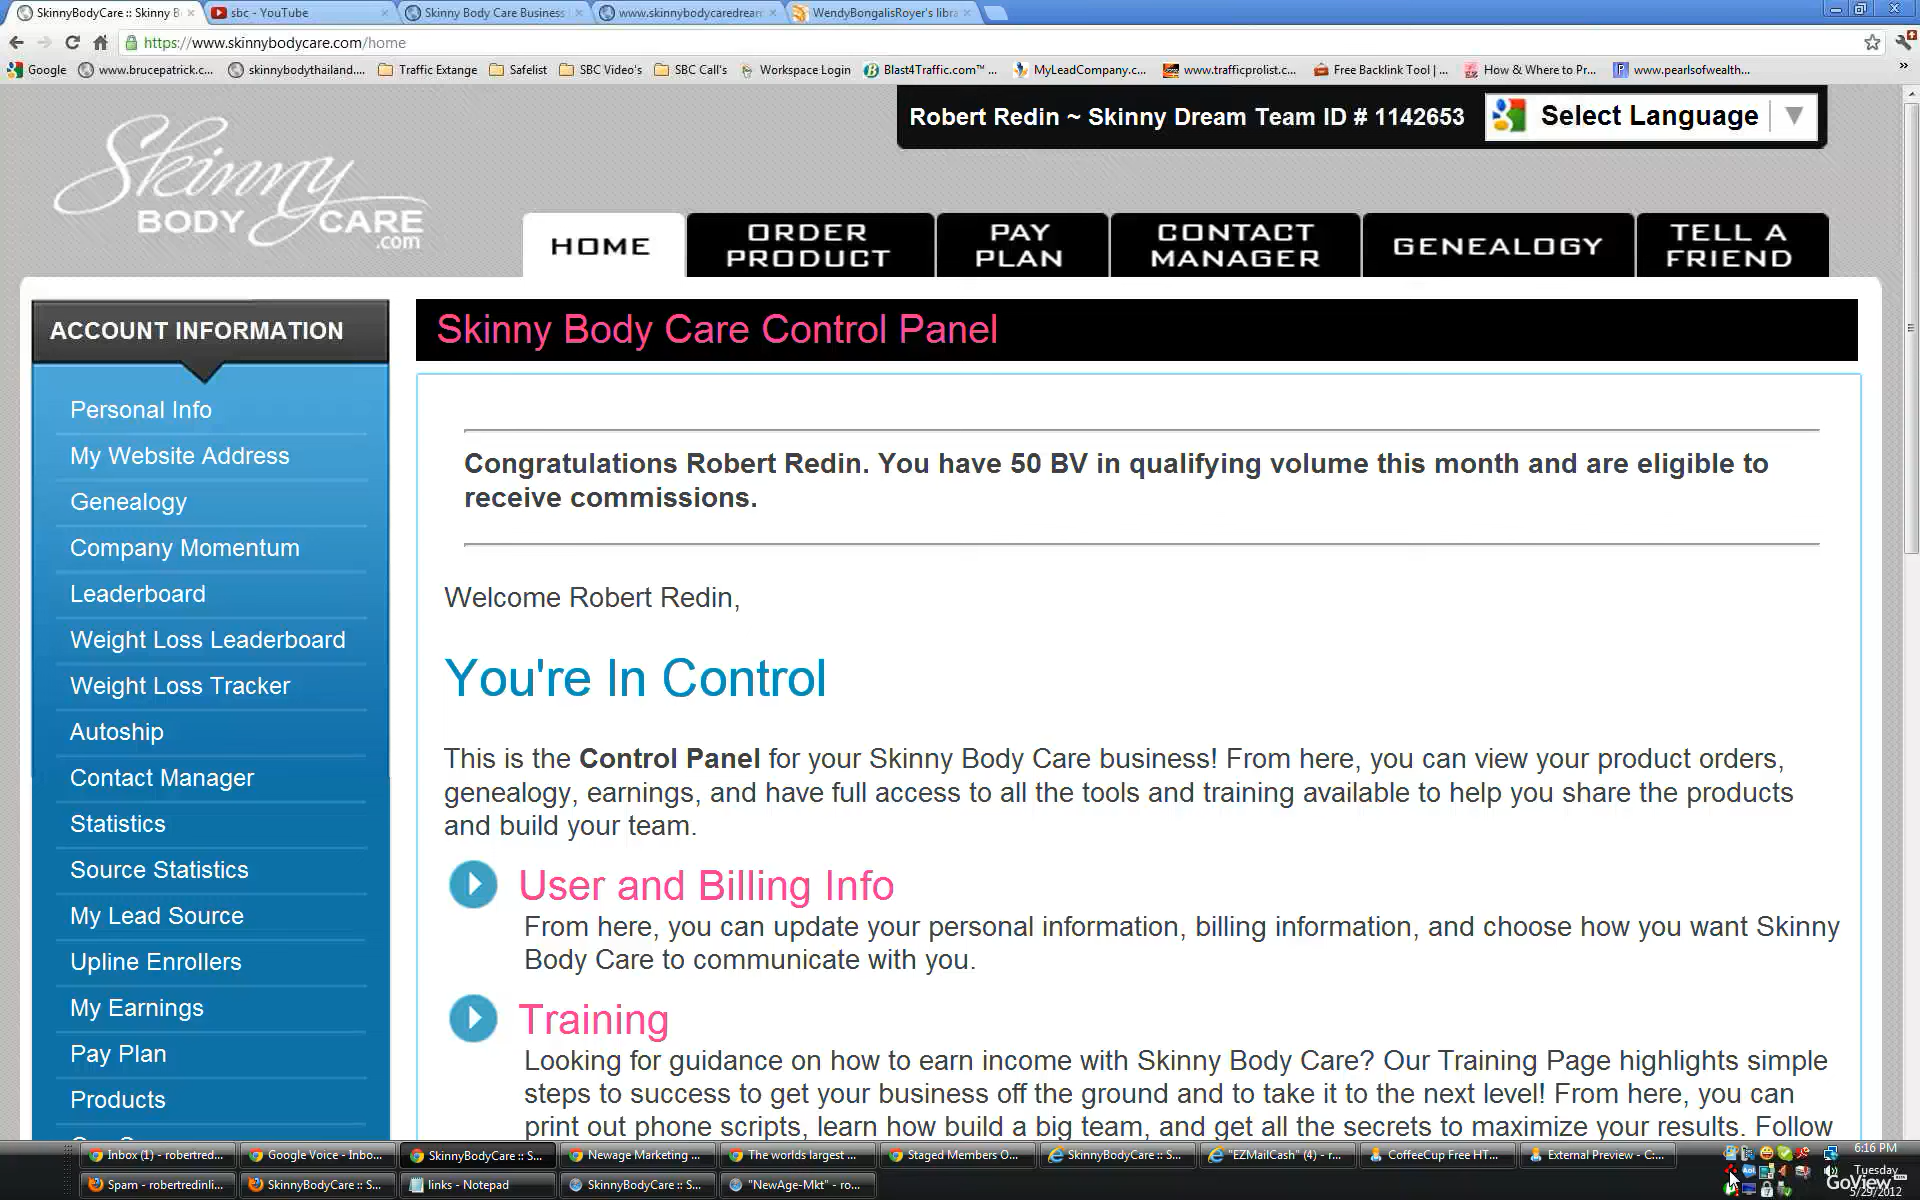 SkinnyBodyCare :: Skinny B
sbc - YouTube
Skinny Body Care Business
www.skinnybodycaredream
WendyBongalisRoyer's libra
https://www.skinnybodycare.com/home
Google
www.brucepatrick.c...
skinnybodythailand....
Traffic Extange
Safelist
SBC Video's
SBC Call's
Workspace Login
Blast4Traffic.com™ ...
MyLeadCompany.c...
www.trafficprolist.c...
Free Backlink Tool | ...
How & Where to Pr...
www.pearlsofwealth...
»
Robert Redin ~ Skinny Dream Team ID # 1142653
Select Language
Skinny
BODY CARE
.com
HOME
ORDER PRODUCT
PAY PLAN
CONTACT MANAGER
GENEALOGY
TELL A FRIEND
ACCOUNT INFORMATION
Personal Info
My Website Address
Genealogy
Company Momentum
Leaderboard
Weight Loss Leaderboard
Weight Loss Tracker
Autoship
Contact Manager
Statistics
Source Statistics
My Lead Source
Upline Enrollers
My Earnings
Pay Plan
Products
Skinny Body Care Control Panel
Congratulations Robert Redin. You have 50 BV in qualifying volume this month and are eligible to
receive commissions.
Welcome Robert Redin,
You're In Control
This is the Control Panel for your Skinny Body Care business! From here, you can view your product orders,
genealogy, earnings, and have full access to all the tools and training available to help you share the products
and build your team.
User and Billing Info
From here, you can update your personal information, billing information, and choose how you want Skinny
Body Care to communicate with you.
Training
Looking for guidance on how to earn income with Skinny Body Care? Our Training Page highlights simple
steps to success to get your business off the ground and to take it to the next level! From here, you can
print out phone scripts, learn how build a big team, and get all the secrets to maximize your results. Follow
Inbox (1) - robertred...
Google Voice - Inbo...
SkinnyBodyCare :: S...
Newage Marketing ...
The worlds largest ...
Staged Members O...
SkinnyBodyCare :: S...
"EZMailCash" (4) - r...
CoffeeCup Free HT...
External Preview - C:...
6:16 PM
Spam - robertredinli...
SkinnyBodyCare :: S...
links - Notepad
SkinnyBodyCare :: S...
"NewAge-Mkt" - ro...
Tuesday
GoView
5/29/2012